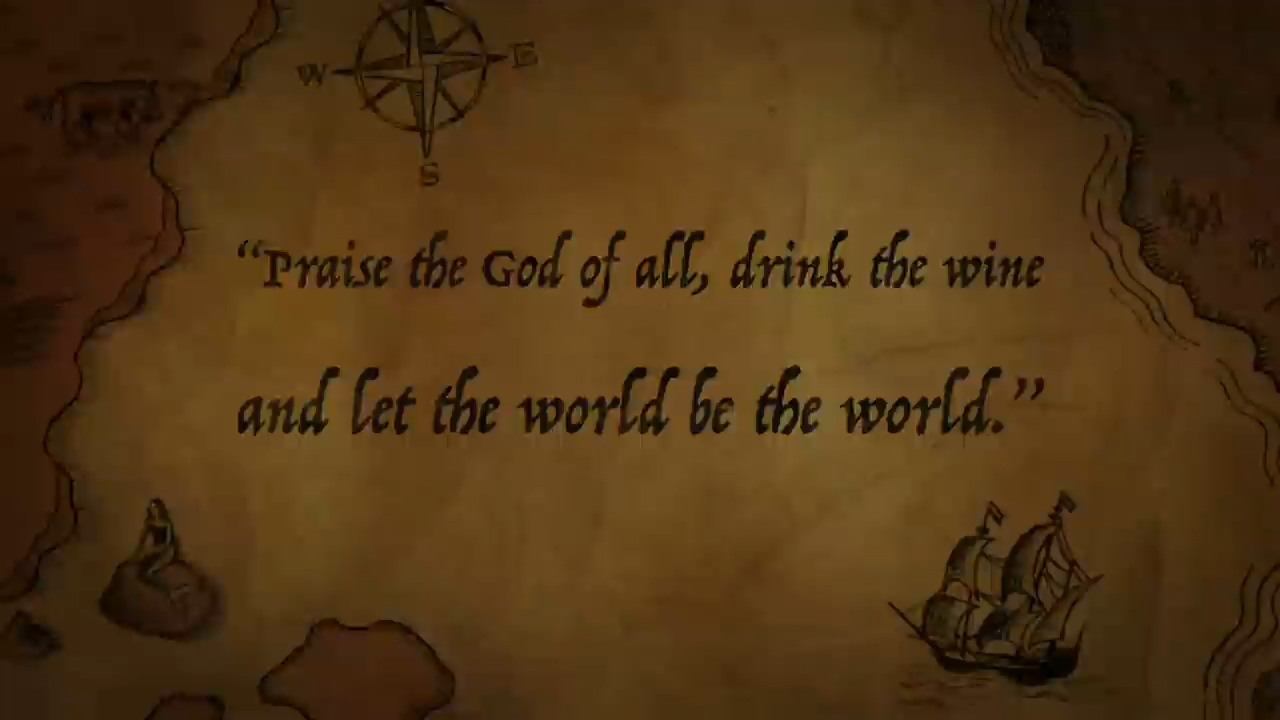 W E
S
“Praise the God of all, drink the wine
and let the world be the world.”